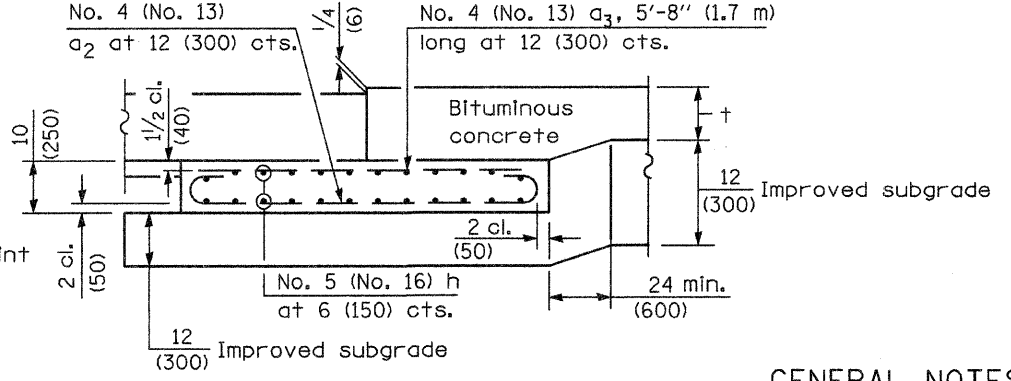 No. 4 (No. 13)
a2 at 12 (300) cts.
1/4
(6)
No. 4 (No. 13) a3, 5'-8" (1.7 m)
long at 12 (300) cts.
10
(250)
1 1/2 cl.
(40)
Bituminous
concrete
t
12
(300)
Improved subgrade
int
2 cl.
(50)
2 cl.
(50)
No. 5 (No. 16) h
at 6 (150) cts.
24 min.
(600)
12
(300)
Improved subgrade
GENERAL NOTES